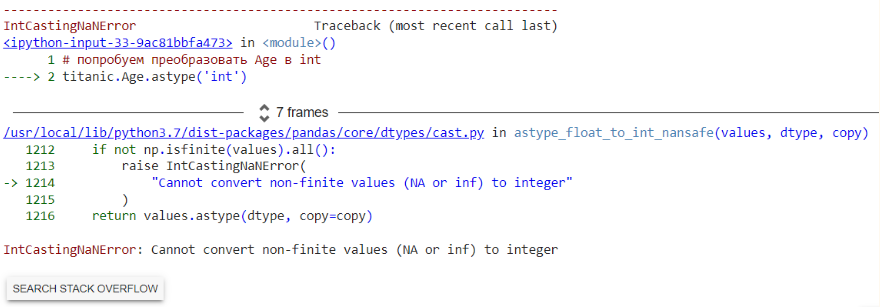 ---------------------------------------------------------------------------
IntCastingNaNError                        Traceback (most recent call last)
<ipython-input-33-9ac81bbfa473> in <module>()
      1 # попробуем преобразовать Age в int
----> 2 titanic.Age.astype('int')
7 frames
/usr/local/lib/python3.7/dist-packages/pandas/core/dtypes/cast.py in astype_float_to_int_nansafe(values, dtype, copy)
   1212     if not np.isfinite(values).all():
   1213         raise IntCastingNaNError(
-> 1214             "Cannot convert non-finite values (NA or inf) to integer"
   1215         )
   1216     return values.astype(dtype, copy=copy)
IntCastingNaNError: Cannot convert non-finite values (NA or inf) to integer
SEARCH STACK OVERFLOW